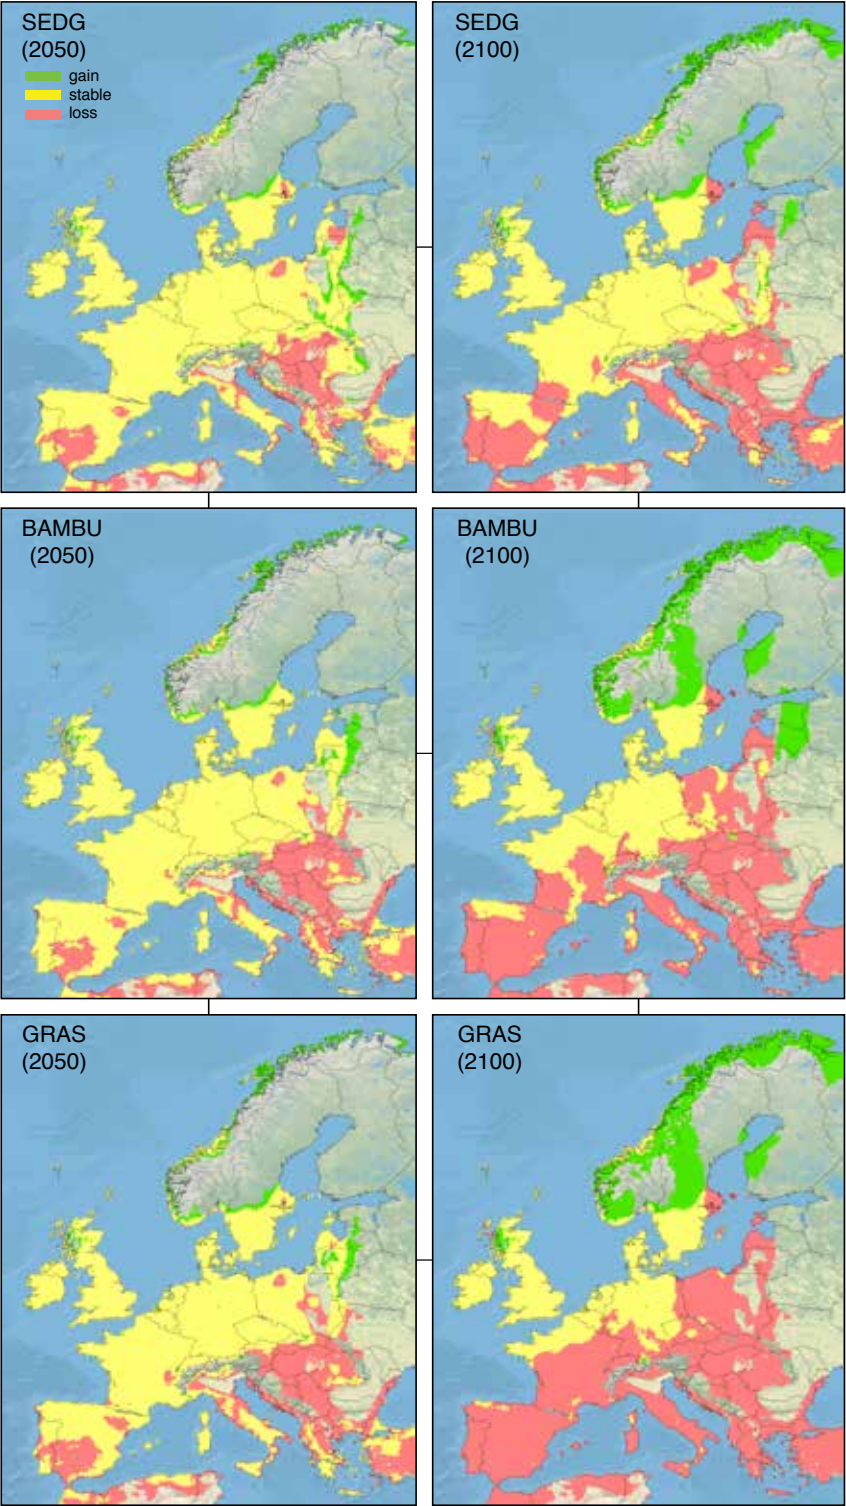 SEDG
(2050)
gain
stable
loss
SEDG
(2100)
BAMBU
(2050)
BAMBU
(2100)
GRAS
(2050)
GRAS
(2100)